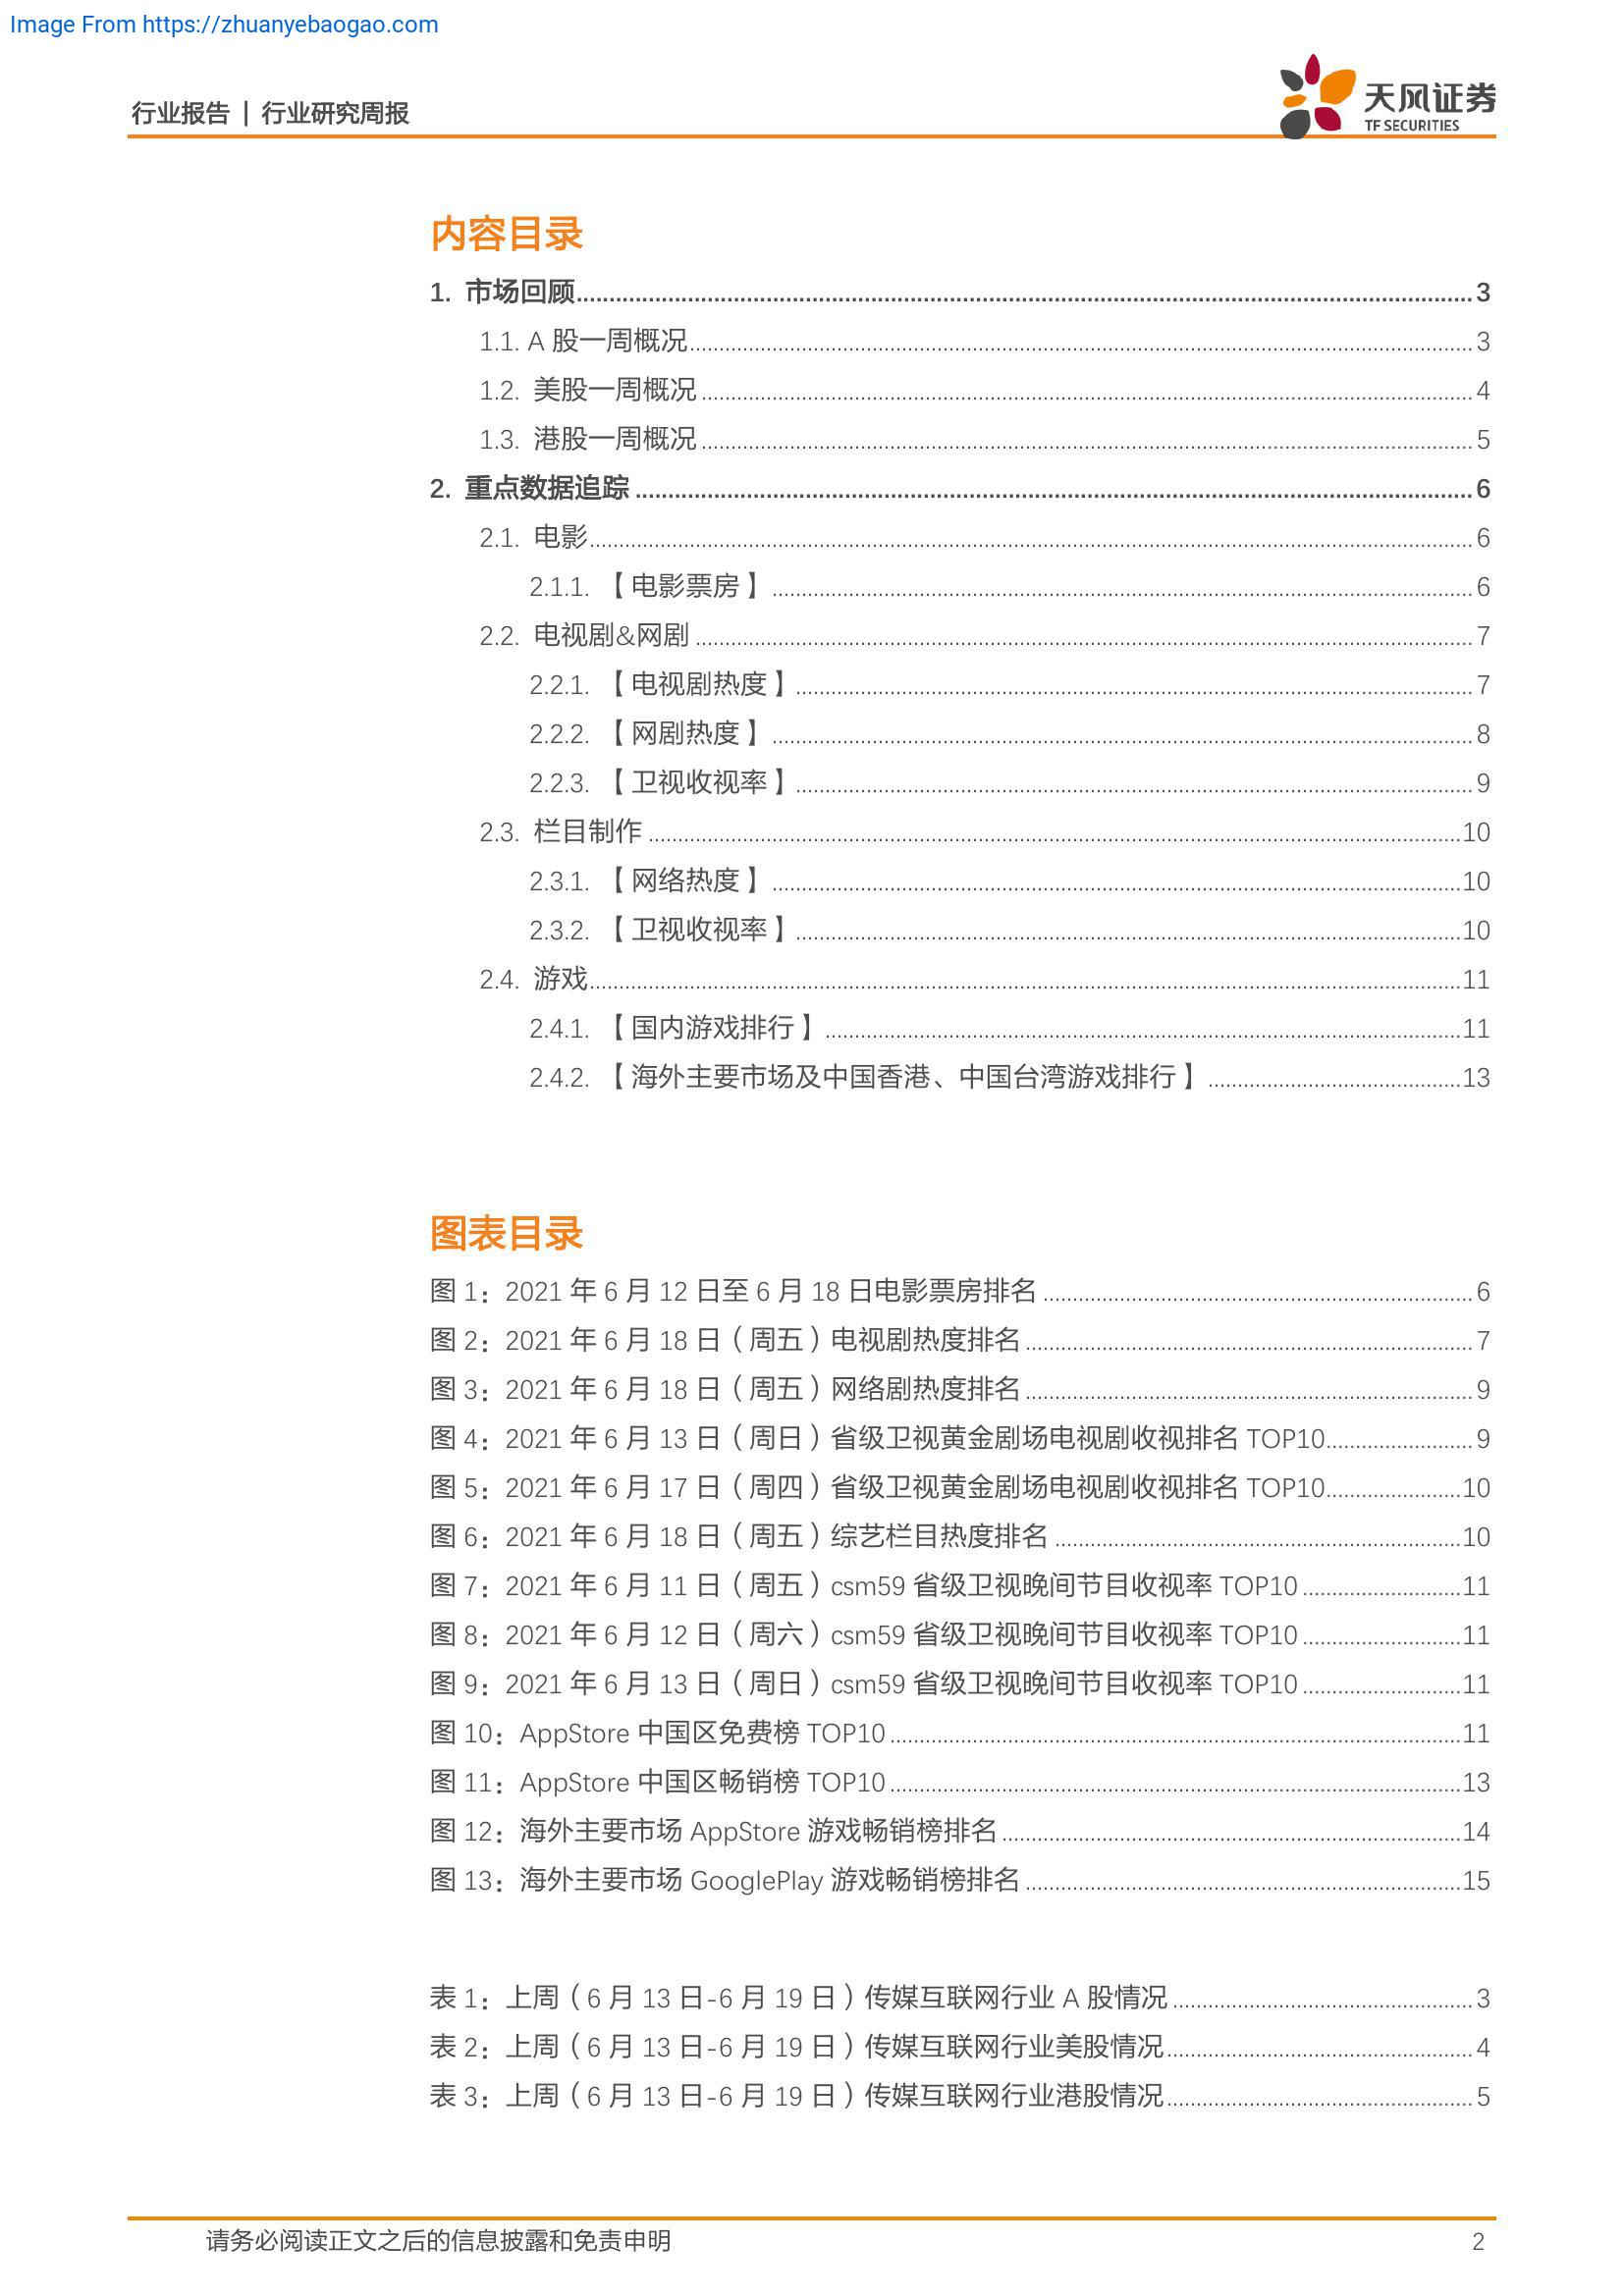 Image From https://zhuanyebaogao.com
行业报告 | 行业研究周报
天风证券
TF SECURITIES
内容目录
1. 市场回顾 3
1.1. A 股一周概况 3
1.2. 美股一周概况 4
1.3. 港股一周概况 5
2. 重点数据追踪 6
2.1. 电影 6
2.1.1. 【电影票房】 6
2.2. 电视剧&网剧 7
2.2.1. 【电视剧热度】 7
2.2.2. 【网剧热度】 8
2.2.3. 【卫视收视率】 9
2.3. 栏目制作 10
2.3.1. 【网络热度】 10
2.3.2. 【卫视收视率】 10
2.4. 游戏 11
2.4.1. 【国内游戏排行】 11
2.4.2. 【海外主要市场及中国香港、中国台湾游戏排行】 13
图表目录
图 1：2021 年 6 月 12 日至 6 月 18 日电影票房排名 6
图 2：2021 年 6 月 18 日（周五）电视剧热度排名 7
图 3：2021 年 6 月 18 日（周五）网络剧热度排名 9
图 4：2021 年 6 月 13 日（周日）省级卫视黄金剧场电视剧收视排名 TOP10 9
图 5：2021 年 6 月 17 日（周四）省级卫视黄金剧场电视剧收视排名 TOP10 10
图 6：2021 年 6 月 18 日（周五）综艺栏目热度排名 10
图 7：2021 年 6 月 11 日（周五）csm59 省级卫视晚间节目收视率 TOP10 11
图 8：2021 年 6 月 12 日（周六）csm59 省级卫视晚间节目收视率 TOP10 11
图 9：2021 年 6 月 13 日（周日）csm59 省级卫视晚间节目收视率 TOP10 11
图 10：AppStore 中国区免费榜 TOP10 11
图 11：AppStore 中国区畅销榜 TOP10 13
图 12：海外主要市场 AppStore 游戏畅销榜排名 14
图 13：海外主要市场 GooglePlay 游戏畅销榜排名 15
表 1：上周（6 月 13 日-6 月 19 日）传媒互联网行业 A 股情况 3
表 2：上周（6 月 13 日-6 月 19 日）传媒互联网行业美股情况 4
表 3：上周（6 月 13 日-6 月 19 日）传媒互联网行业港股情况 5
请务必阅读正文之后的信息披露和免责申明 2